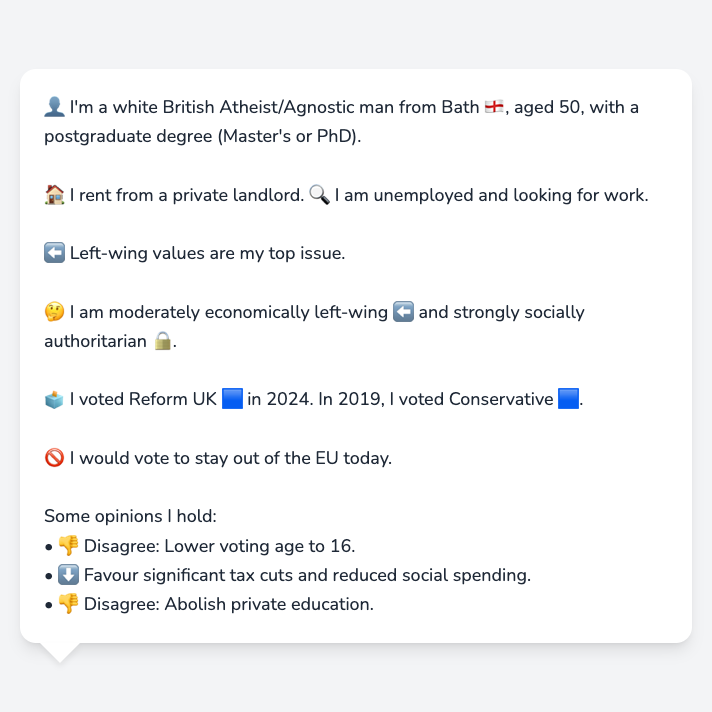 👤 I'm a white British Atheist/Agnostic man from Bath 🏴󠁧󠁢󠁥󠁮󠁧󠁿, aged 50, with a
postgraduate degree (Master's or PhD).
🏠 I rent from a private landlord. 🔍 I am unemployed and looking for work.
⬅️ Left-wing values are my top issue.
🤔 I am moderately economically left-wing ⬅️ and strongly socially
authoritarian 🔒.
🗳️ I voted Reform UK 🟦 in 2024. In 2019, I voted Conservative 🟦.
🚫 I would vote to stay out of the EU today.
Some opinions I hold:
• 👎 Disagree: Lower voting age to 16.
• ⬇️ Favour significant tax cuts and reduced social spending.
• 👎 Disagree: Abolish private education.